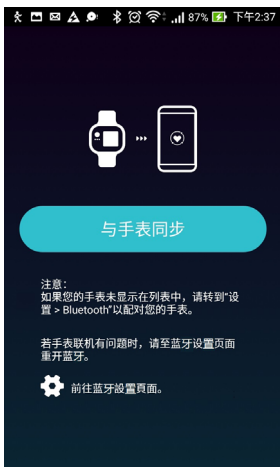 87% 下午2:37
与手表同步
注意：
如果您的手表未显示在列表中，请转到"设
置 > Bluetooth"以配对您的手表。
若手表联机有问题时，请至蓝牙设置页面
重开蓝牙。
前往蓝牙設置頁面。